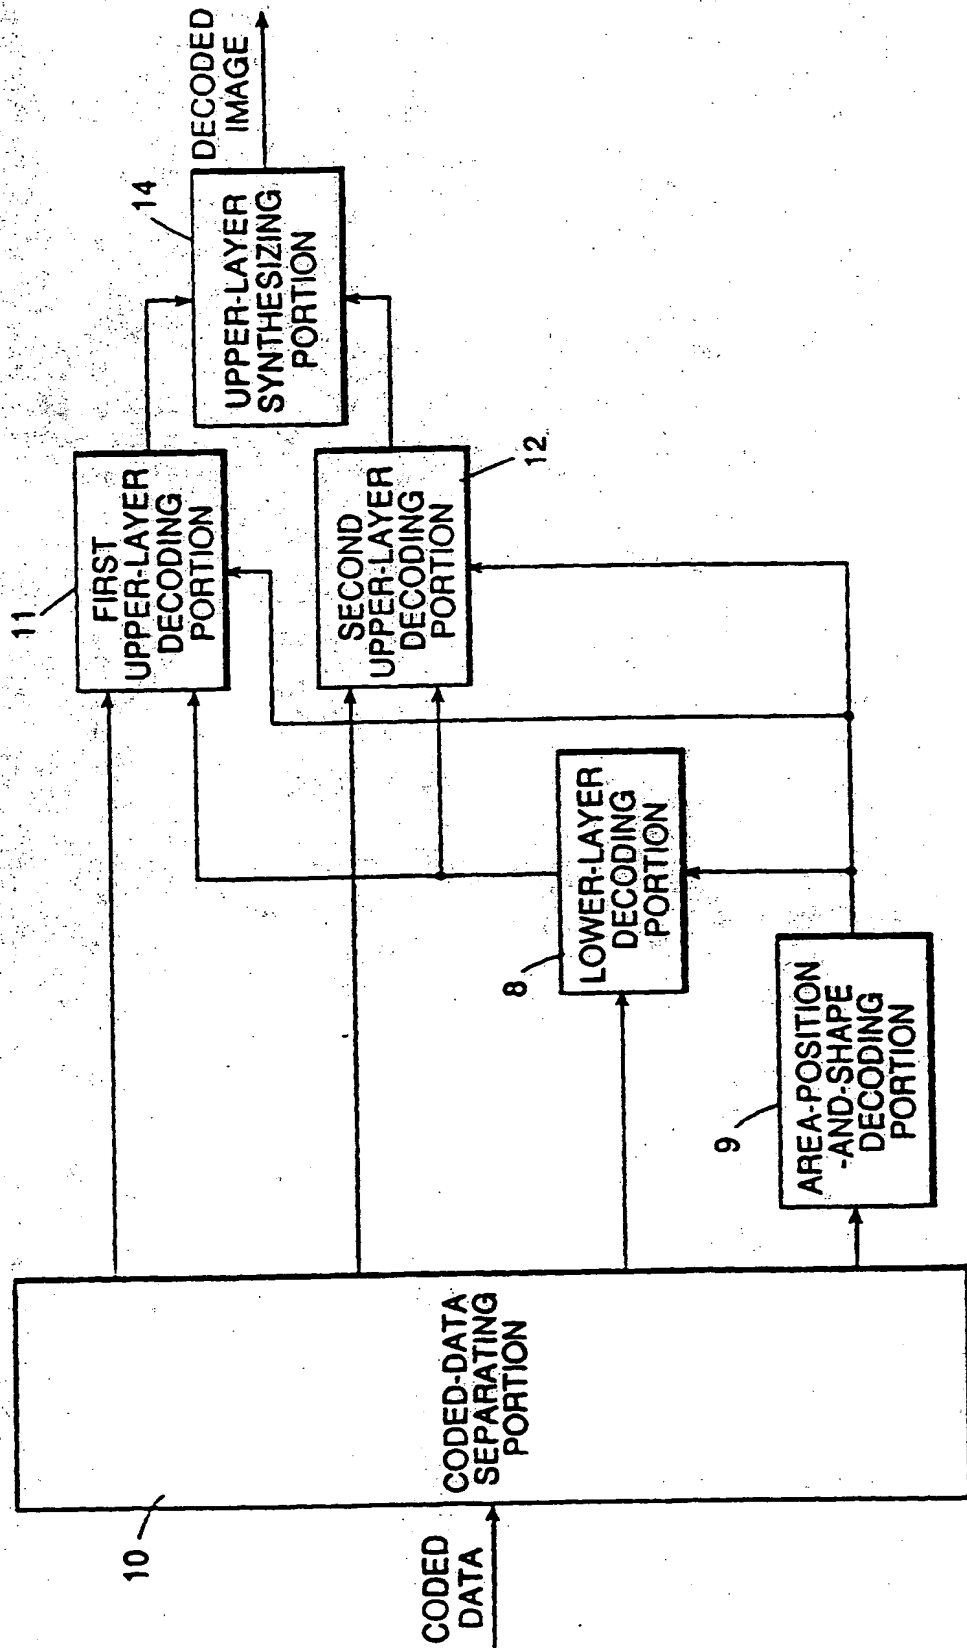 CODED
DATA
10
CODED-DATA
SEPARATING
PORTION
11
FIRST
UPPER-LAYER
DECODING
PORTION
SECOND
UPPER-LAYER
DECODING
PORTION
12
8
LOWER-LAYER
DECODING
PORTION
9
AREA-POSITION
-AND-SHAPE
DECODING
PORTION
14
UPPER-LAYER
SYNTHESIZING
PORTION
DECODED
IMAGE